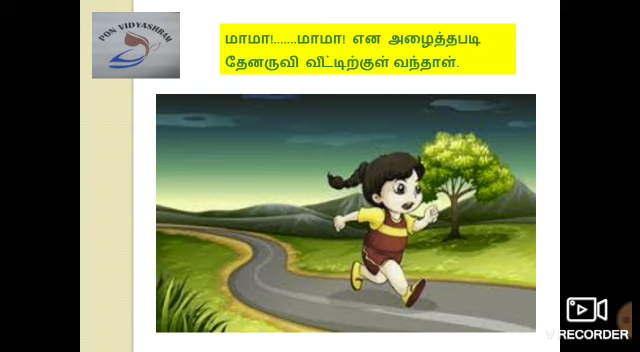 PON VIDYASHRAM
மாமா!.......மாமா! என அழைத்தபடி
தேனருவி வீட்டிற்குள் வந்தாள்.
V RECORDER